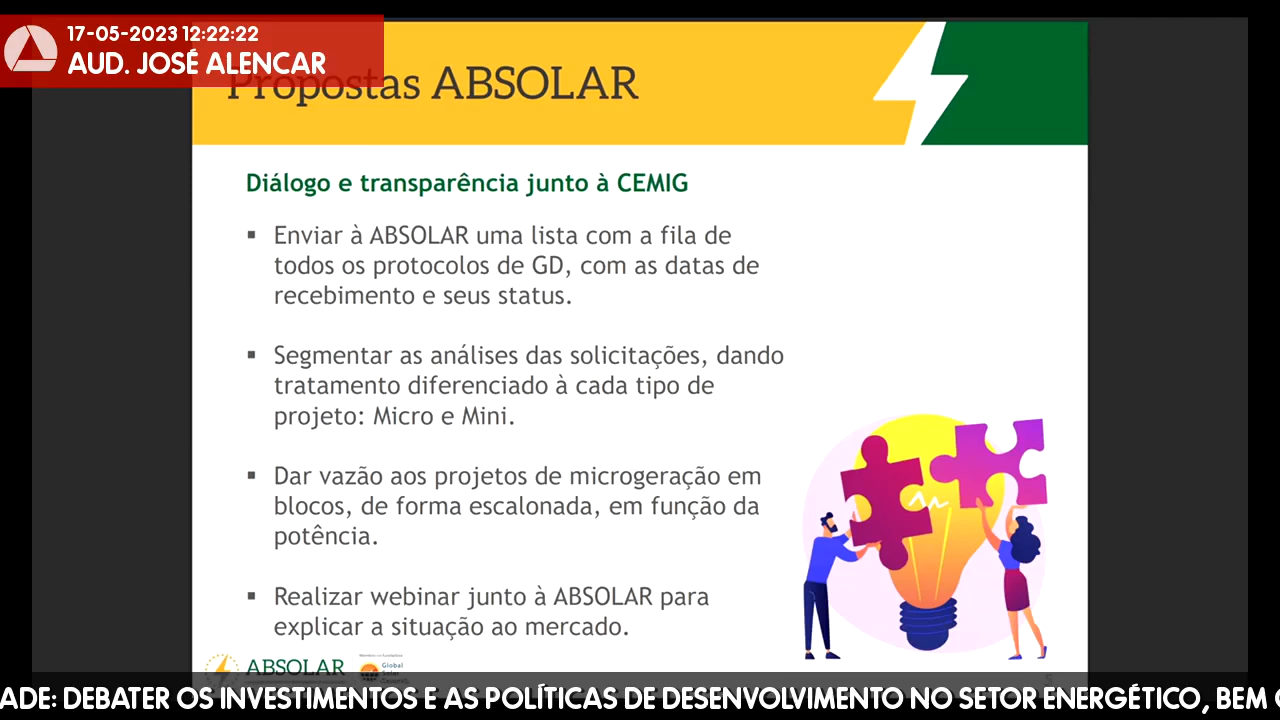 17-05-2023 12:22:22
AUD. JOSÉ ALENCAR
Propostas ABSOLAR
Diálogo e transparência junto à CEMIG
▪ Enviar à ABSOLAR uma lista com a fila de
todos os protocolos de GD, com as datas de
recebimento e seus status.
▪ Segmentar as análises das solicitações, dando
tratamento diferenciado à cada tipo de
projeto: Micro e Mini.
▪ Dar vazão aos projetos de microgeração em
blocos, de forma escalonada, em função da
potência.
▪ Realizar webinar junto à ABSOLAR para
explicar a situação ao mercado.
ABSOLAR
Global
Solar
Council
ADE: DEBATER OS INVESTIMENTOS E AS POLÍTICAS DE DESENVOLVIMENTO NO SETOR ENERGÉTICO, BEM